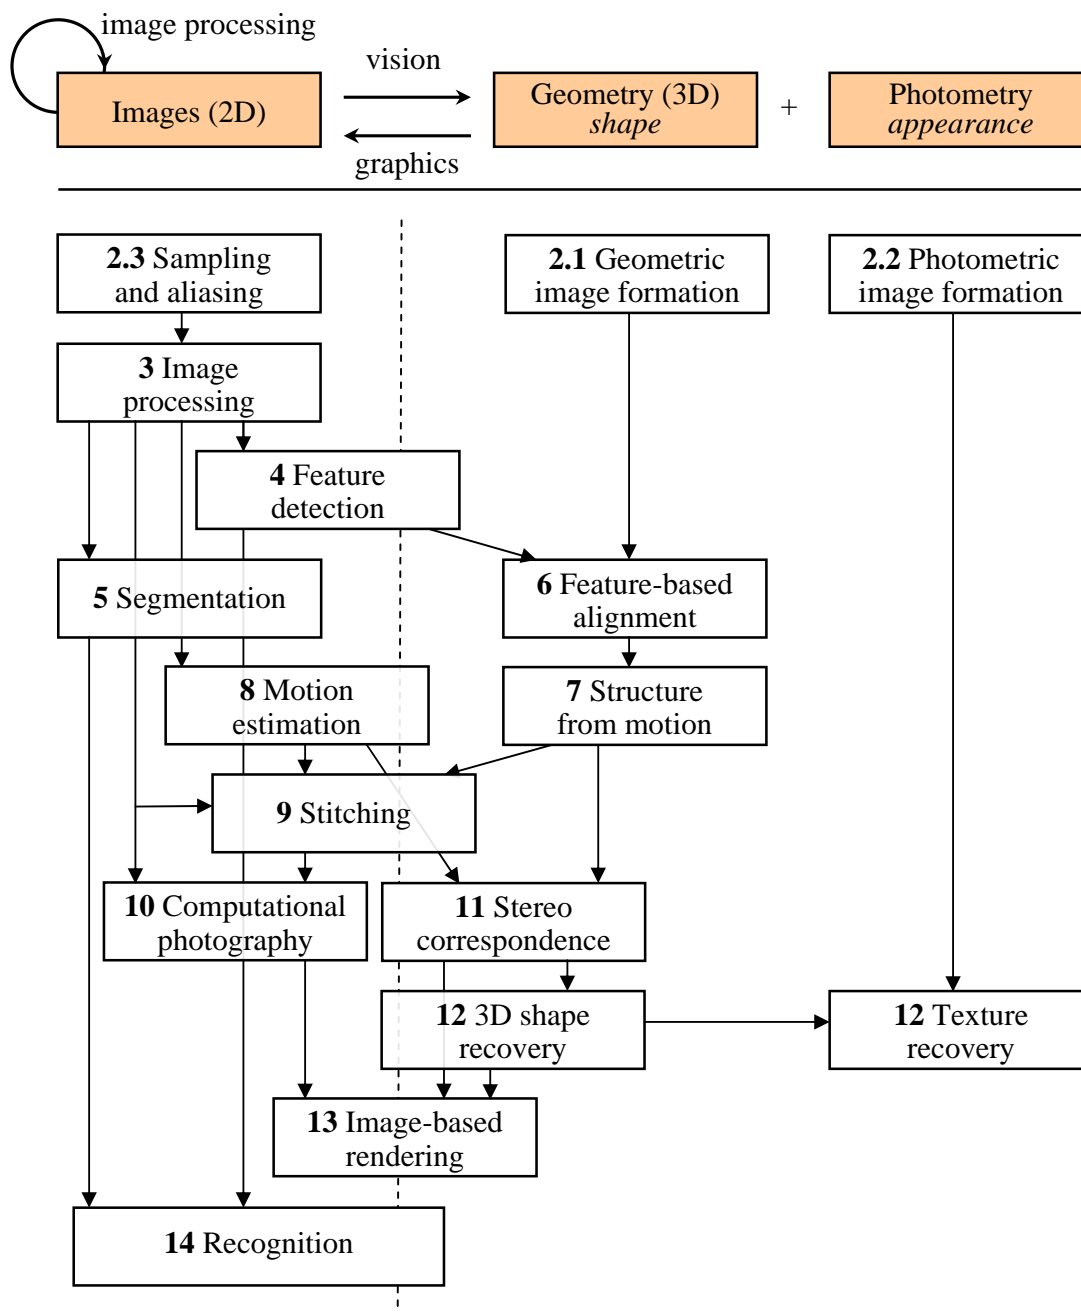 image processing
vision
Images (2D)
Geometry (3D)
shape
+
Photometry
appearance
graphics
2.3 Sampling
and aliasing
2.1 Geometric
image formation
2.2 Photometric
image formation
3 Image
processing
4 Feature
detection
5 Segmentation
6 Feature-based
alignment
8 Motion
estimation
7 Structure
from motion
9 Stitching
10 Computational
photography
11 Stereo
correspondence
12 3D shape
recovery
12 Texture
recovery
13 Image-based
rendering
14 Recognition